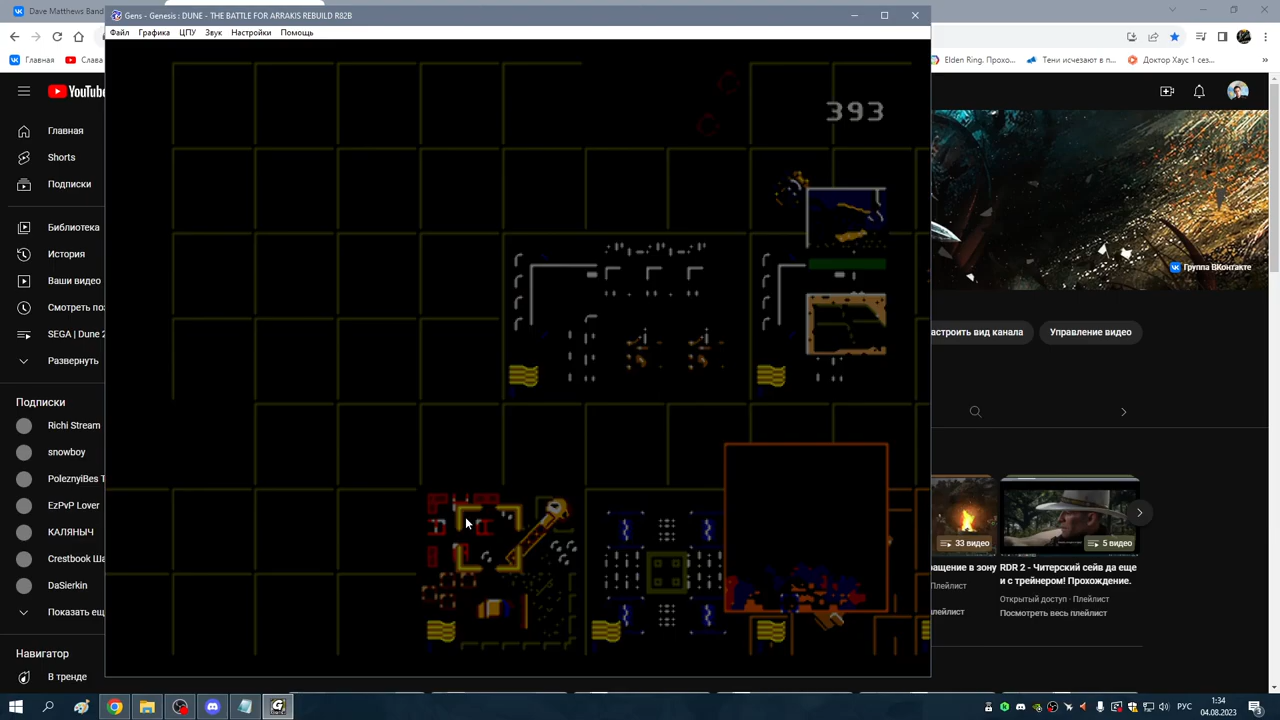 Dave Matthews Band
Gens - Genesis : DUNE - THE BATTLE FOR ARRAKIS REBUILD R82B
Файл Графика ЦПУ Звук Настройки Помощь
Главная Слава
Elden Ring. Прохо... Тени исчезают в п... Доктор Хаус 1 сез...
YouTube
393
Главная
Shorts
Подписки
Библиотека
История
Ваши видео
Смотреть по
SEGA | Dune 2
Развернуть
Группа ВКонтакте
астроить вид канала Управление видео
Подписки
Richi Stream
snowboy
PoleznyiBes T
EzPvP Lover
КАЛЯНЫЧ
Crestbook Ша
DaSierkin
Показать ещ
33 видео 5 видео
ращение в зону RDR 2 - Читерский сейв да еще
и с трейнером! Прохождение.
Плейлист Открытый доступ · Плейлист
плейлист Посмотреть весь плейлист
Навигатор
В тренде
РУС 1:34
04.08.2023 3